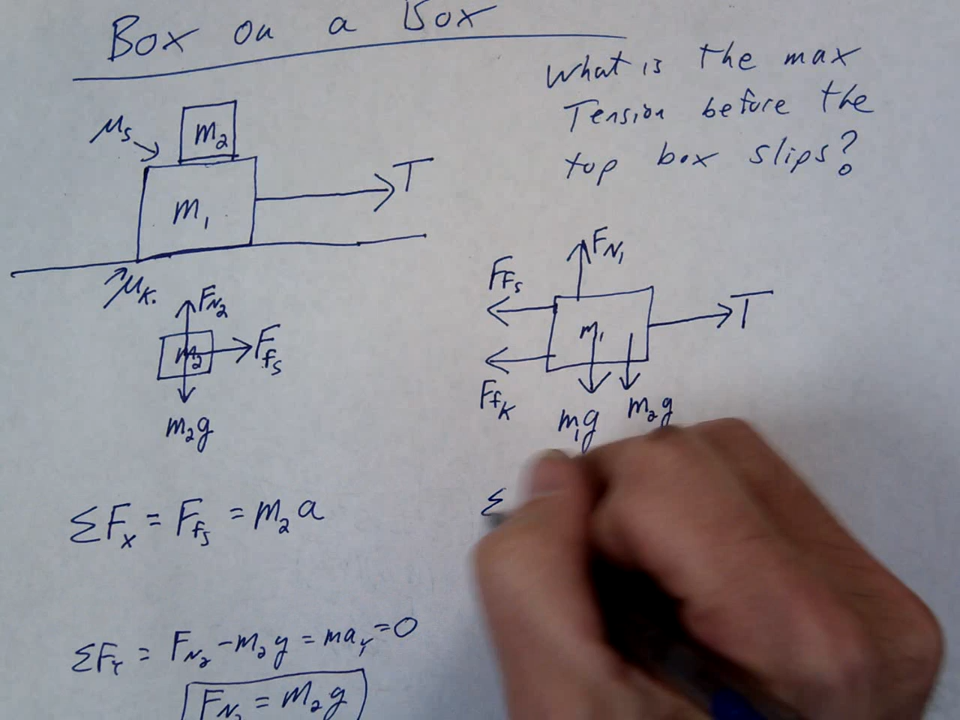 Box on a Box
What is the max
Tension before the
top box slips?
μs
m2
T
m1
μk.
FN2
m2
Ffs
m2g
FN1
Ffs
m1
T
Ffk
m1g
m2g
ΣFx = Ffs = m2a
Σ
ΣFy = FN2 - m2g = may = 0
FN2 = m2g